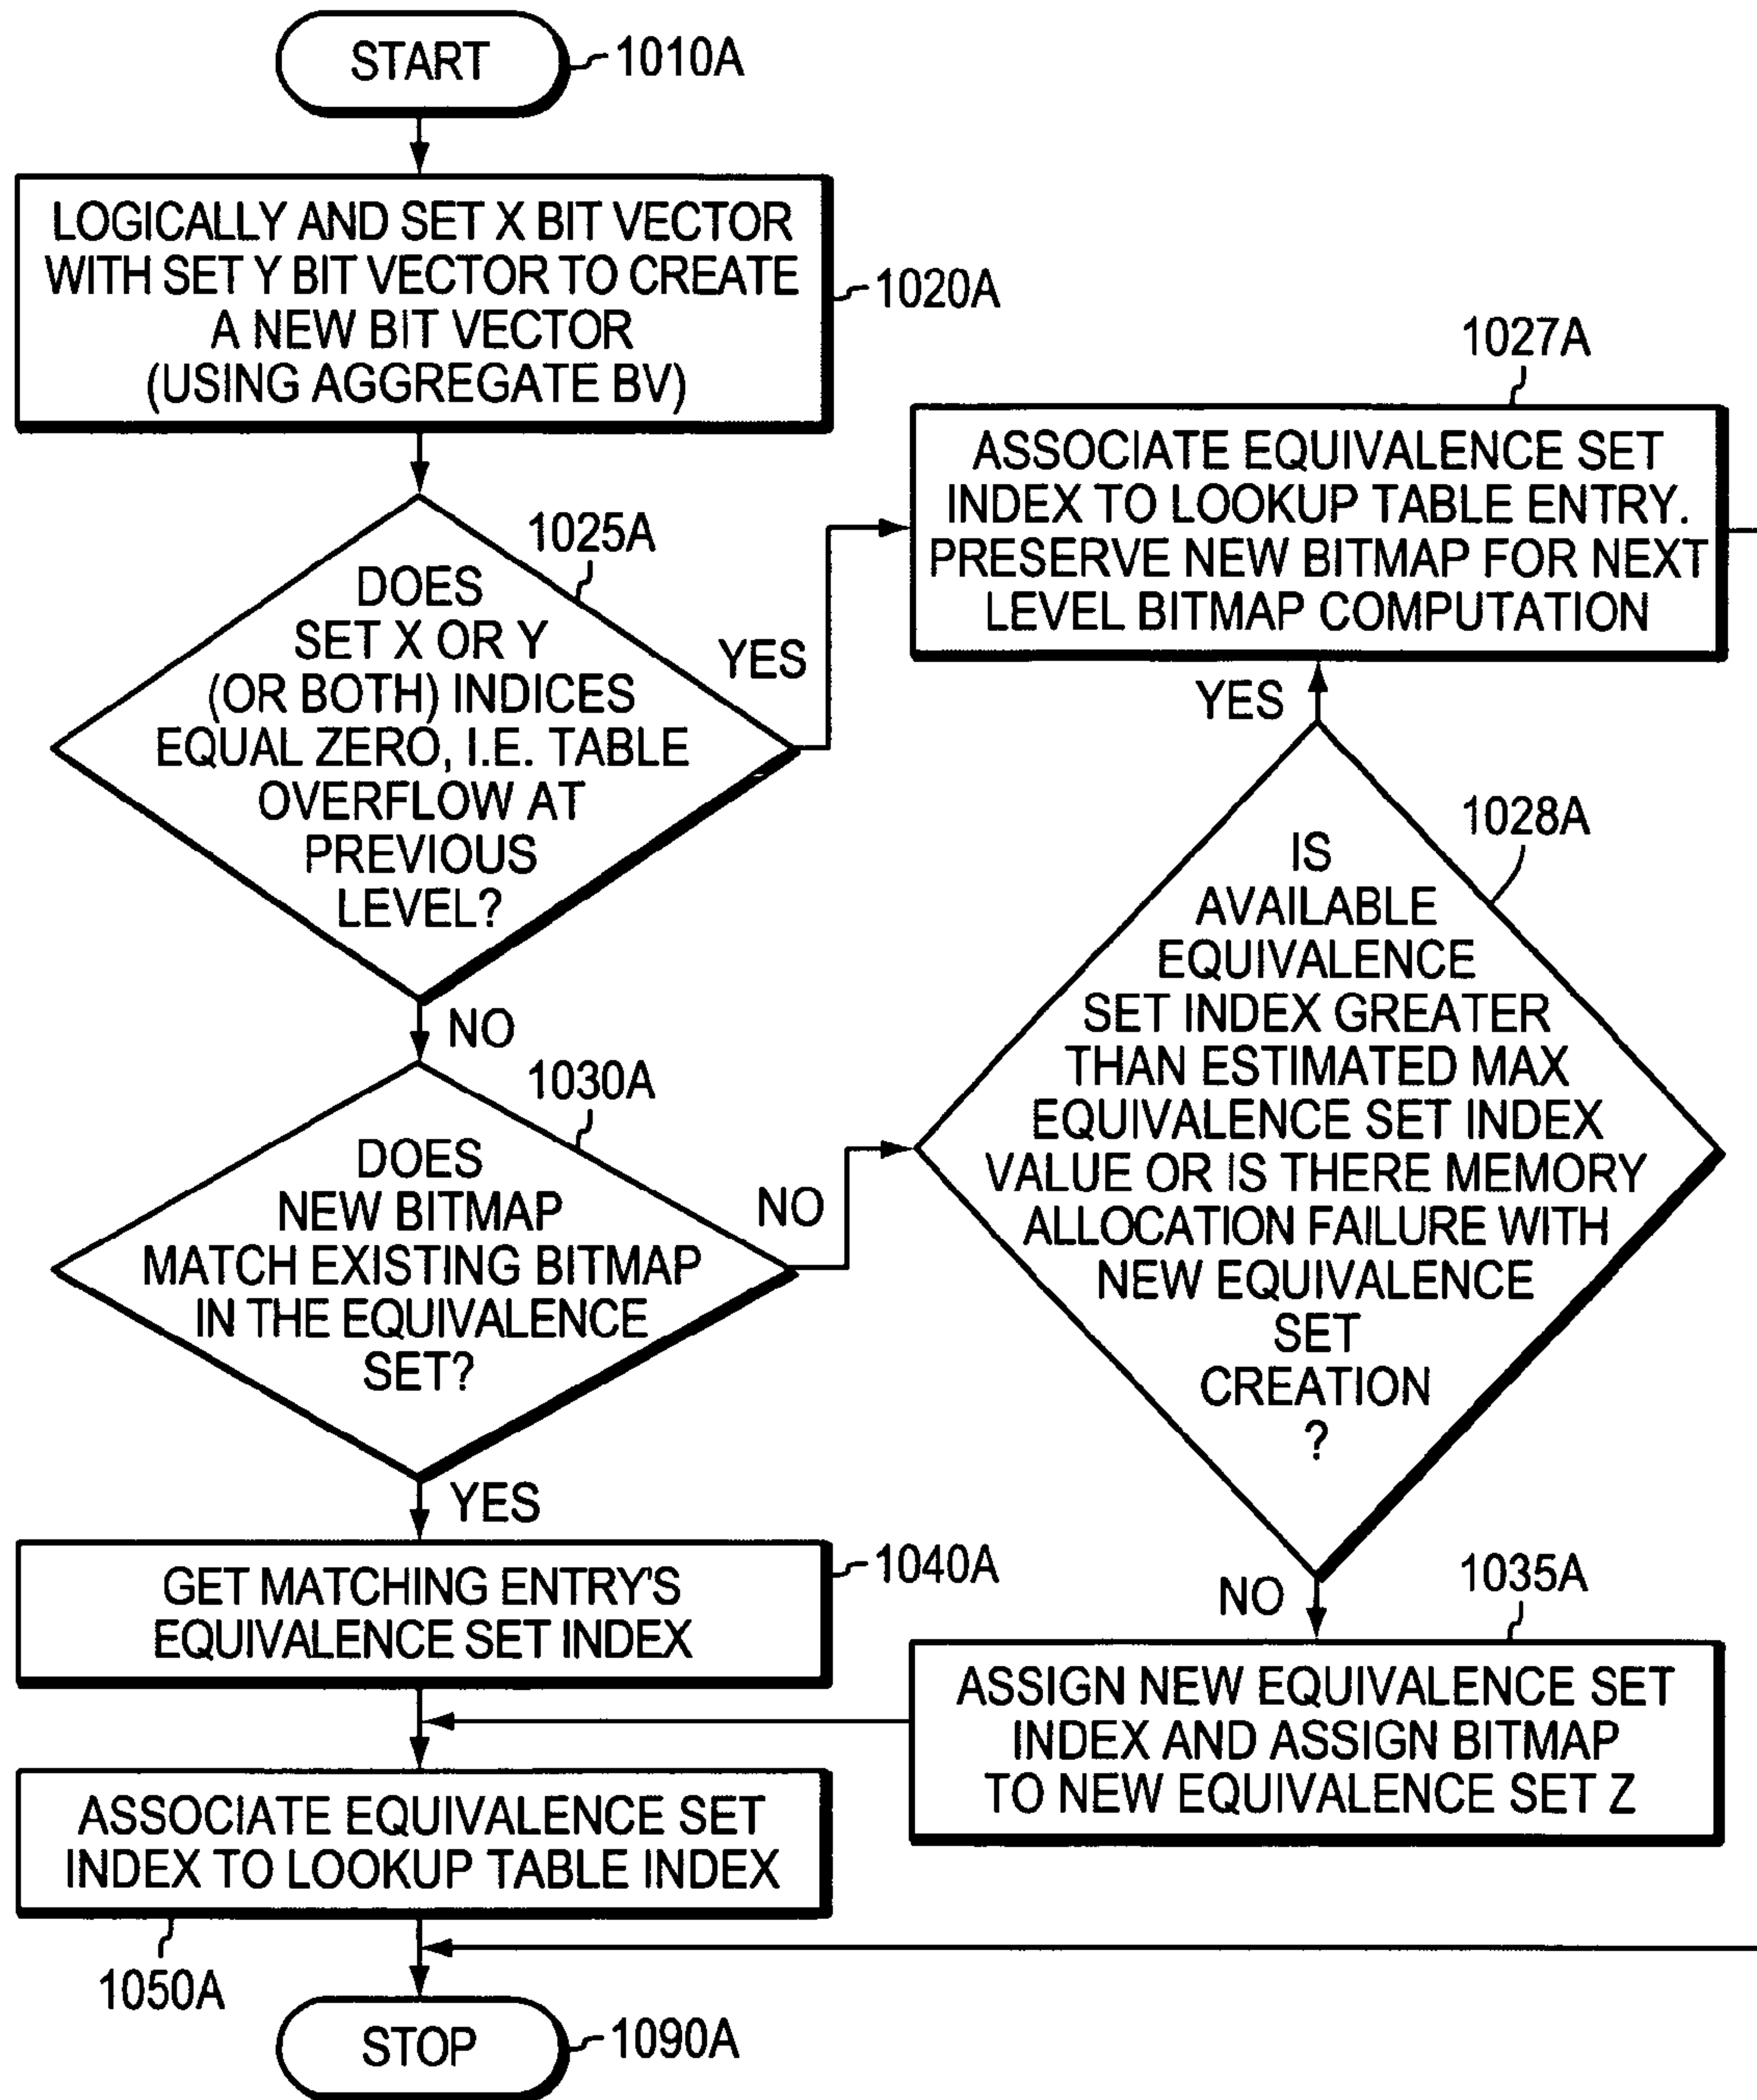 START
1010A
LOGICALLY AND SET X BIT VECTOR
WITH SET Y BIT VECTOR TO CREATE
A NEW BIT VECTOR
(USING AGGREGATE BV)
1020A
1025A
DOES
SET X OR Y
(OR BOTH) INDICES
EQUAL ZERO, I.E. TABLE
OVERFLOW AT
PREVIOUS
LEVEL?
YES
NO
1027A
ASSOCIATE EQUIVALENCE SET
INDEX TO LOOKUP TABLE ENTRY.
PRESERVE NEW BITMAP FOR NEXT
LEVEL BITMAP COMPUTATION
YES
1028A
IS
AVAILABLE
EQUIVALENCE
SET INDEX GREATER
THAN ESTIMATED MAX
EQUIVALENCE SET INDEX
VALUE OR IS THERE MEMORY
ALLOCATION FAILURE WITH
NEW EQUIVALENCE
SET
CREATION
?
NO
1030A
DOES
NEW BITMAP
MATCH EXISTING BITMAP
IN THE EQUIVALENCE
SET?
NO
YES
GET MATCHING ENTRY'S
EQUIVALENCE SET INDEX
1040A
1035A
ASSIGN NEW EQUIVALENCE SET
INDEX AND ASSIGN BITMAP
TO NEW EQUIVALENCE SET Z
ASSOCIATE EQUIVALENCE SET
INDEX TO LOOKUP TABLE INDEX
1050A
STOP
1090A